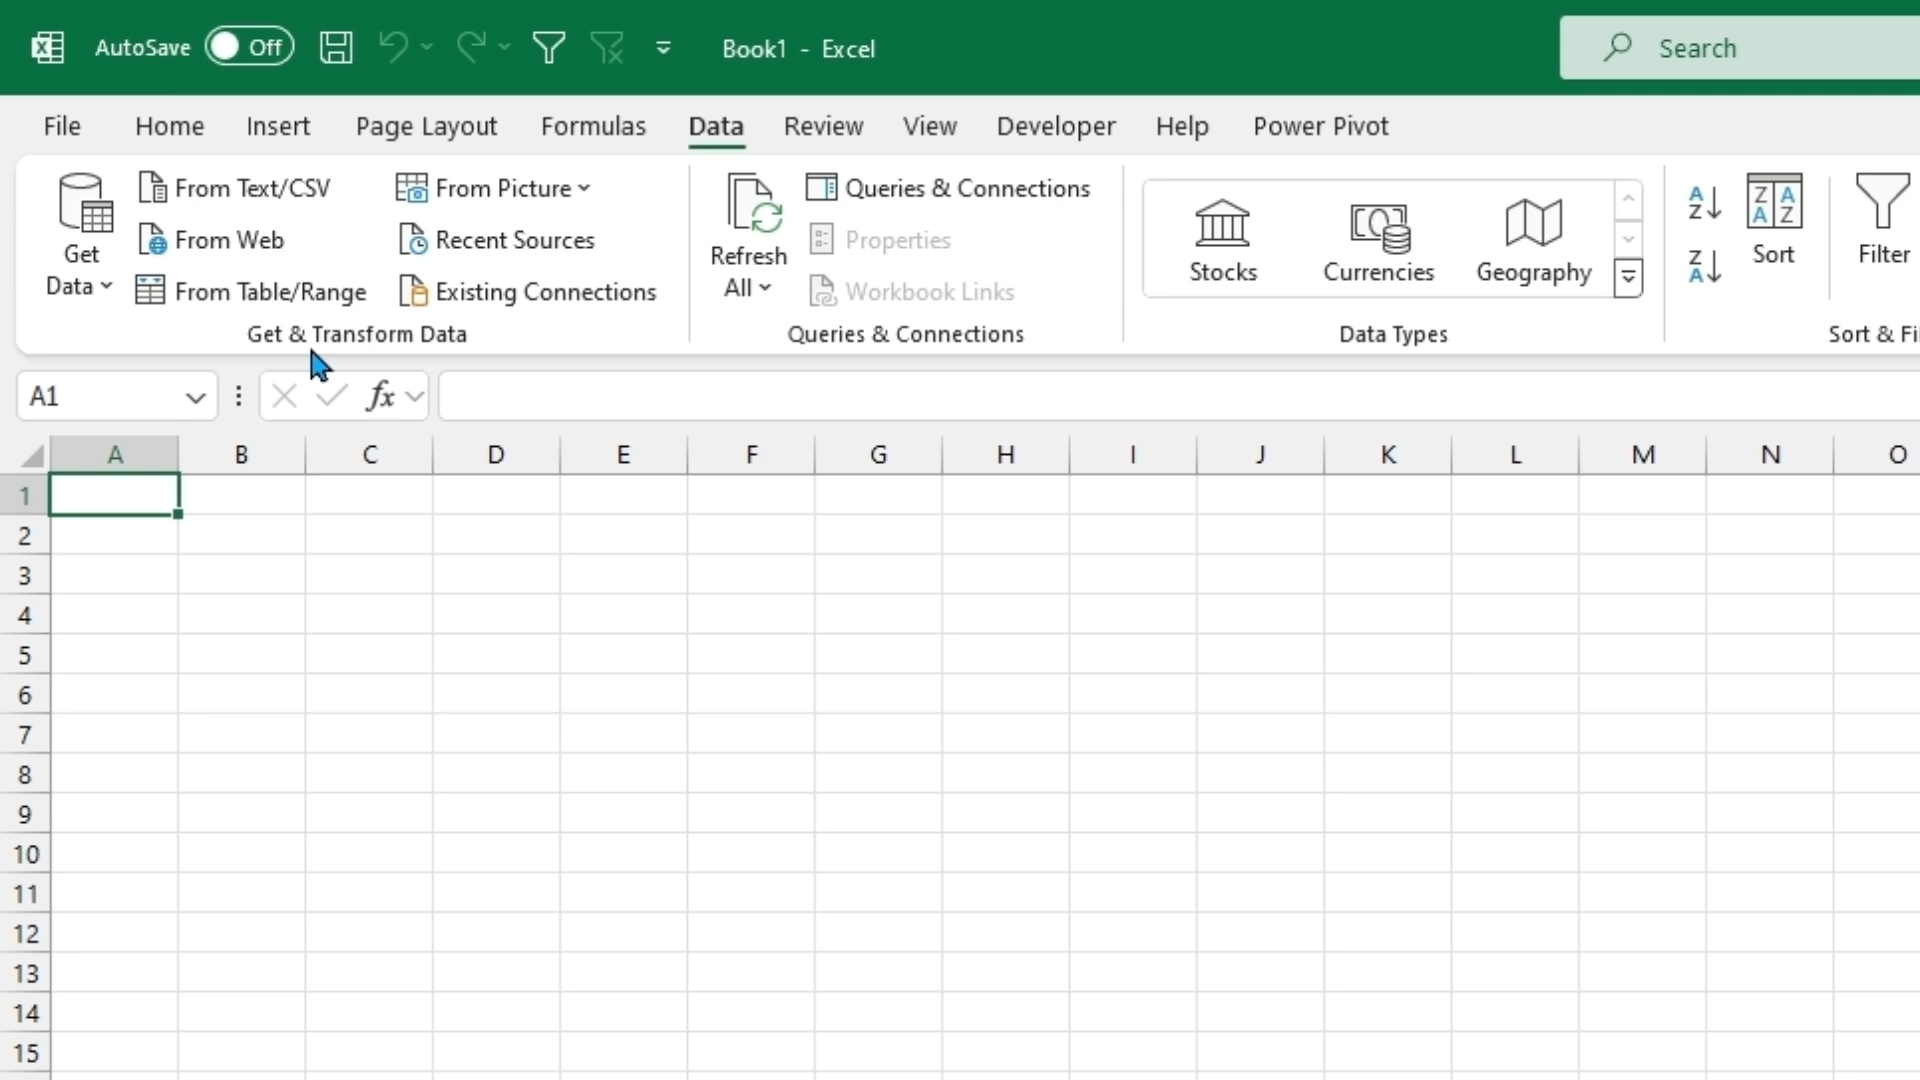 AutoSave Off Book1 - Excel Search
File Home Insert Page Layout Formulas Data Review View Developer Help Power Pivot
Get Data
From Text/CSV
From Web
From Table/Range
From Picture
Recent Sources
Existing Connections
Get & Transform Data
Refresh All
Queries & Connections
Properties
Workbook Links
Queries & Connections
Stocks Currencies Geography
Data Types
Sort
Filter
Sort & Fi
A1 fx
A B C D E F G H I J K L M N O
1
2
3
4
5
6
7
8
9
10
11
12
13
14
15